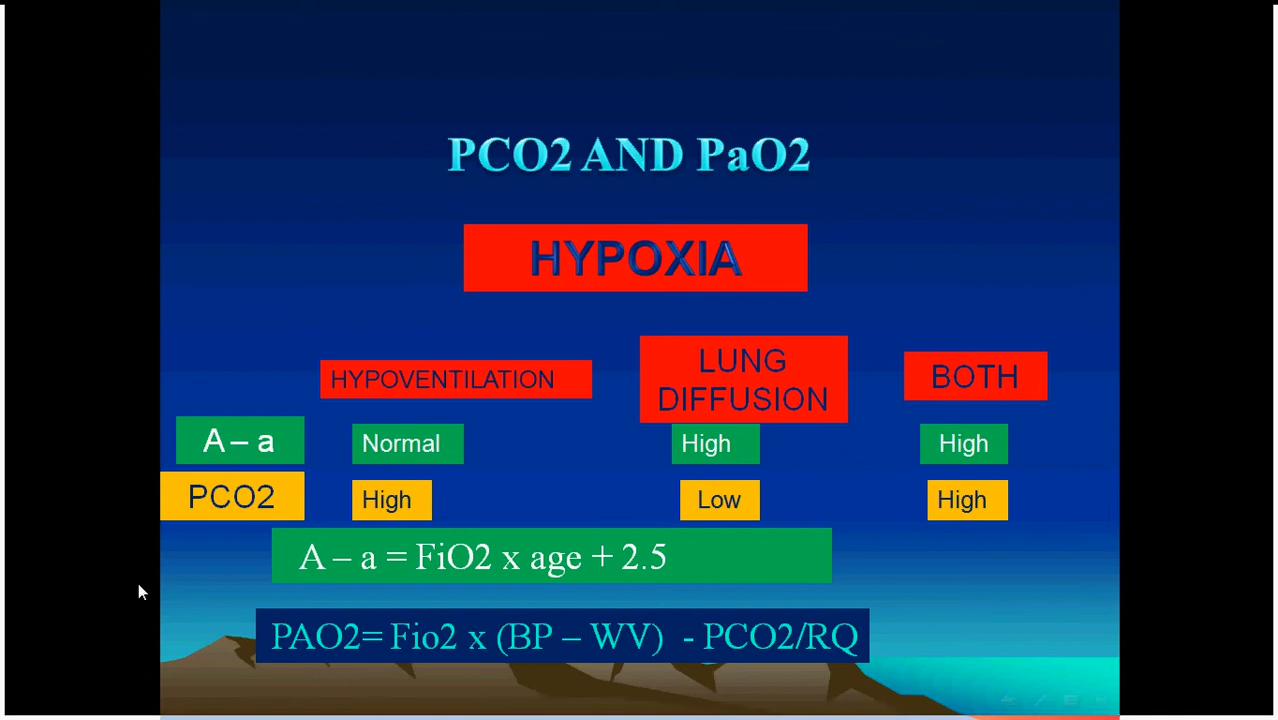 PCO2 AND PaO2
HYPOXIA
HYPOVENTILATION
LUNG
DIFFUSION
BOTH
A – a
Normal
High
High
PCO2
High
Low
High
A – a = FiO2 x age + 2.5
PAO2= Fio2 x (BP – WV)  - PCO2/RQ